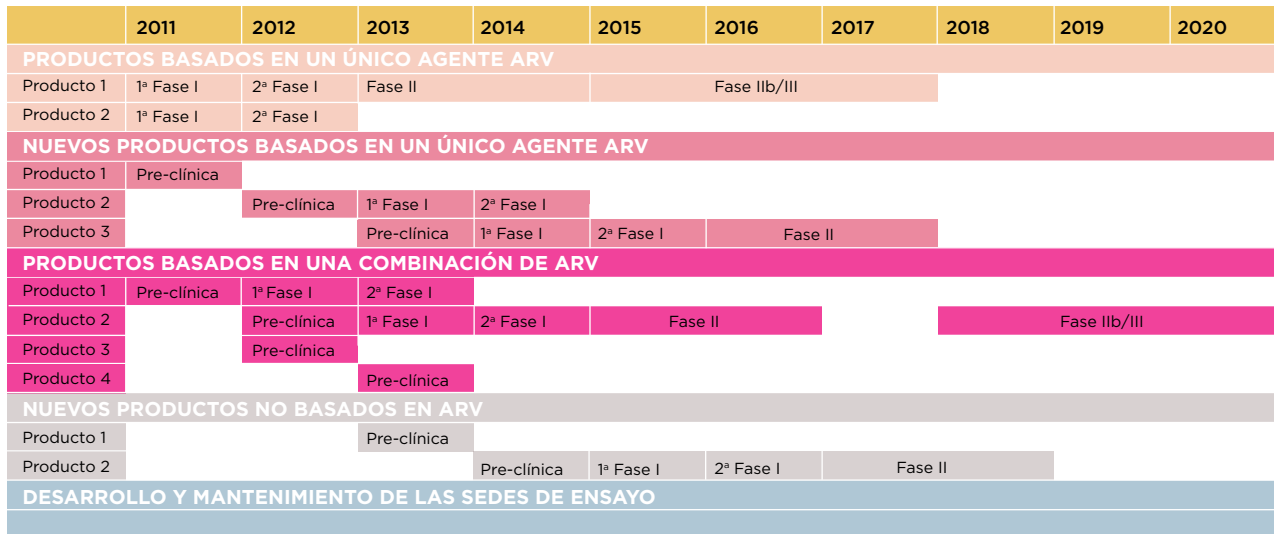 2011 2012 2013 2014 2015 2016 2017 2018 2019 2020
PRODUCTOS BASADOS EN UN ÚNICO AGENTE ARV
Producto 1 1ª Fase I 2ª Fase I Fase II Fase IIb/III
Producto 2 1ª Fase I 2ª Fase I
NUEVOS PRODUCTOS BASADOS EN UN ÚNICO AGENTE ARV
Producto 1 Pre-clínica
Producto 2 Pre-clínica 1ª Fase I 2ª Fase I
Producto 3 Pre-clínica 1ª Fase I 2ª Fase I Fase II
PRODUCTOS BASADOS EN UNA COMBINACIÓN DE ARV
Producto 1 Pre-clínica 1ª Fase I 2ª Fase I
Producto 2 Pre-clínica 1ª Fase I 2ª Fase I Fase II Fase IIb/III
Producto 3 Pre-clínica
Producto 4 Pre-clínica
NUEVOS PRODUCTOS NO BASADOS EN ARV
Producto 1 Pre-clínica
Producto 2 Pre-clínica 1ª Fase I 2ª Fase I Fase II
DESARROLLO Y MANTENIMIENTO DE LAS SEDES DE ENSAYO